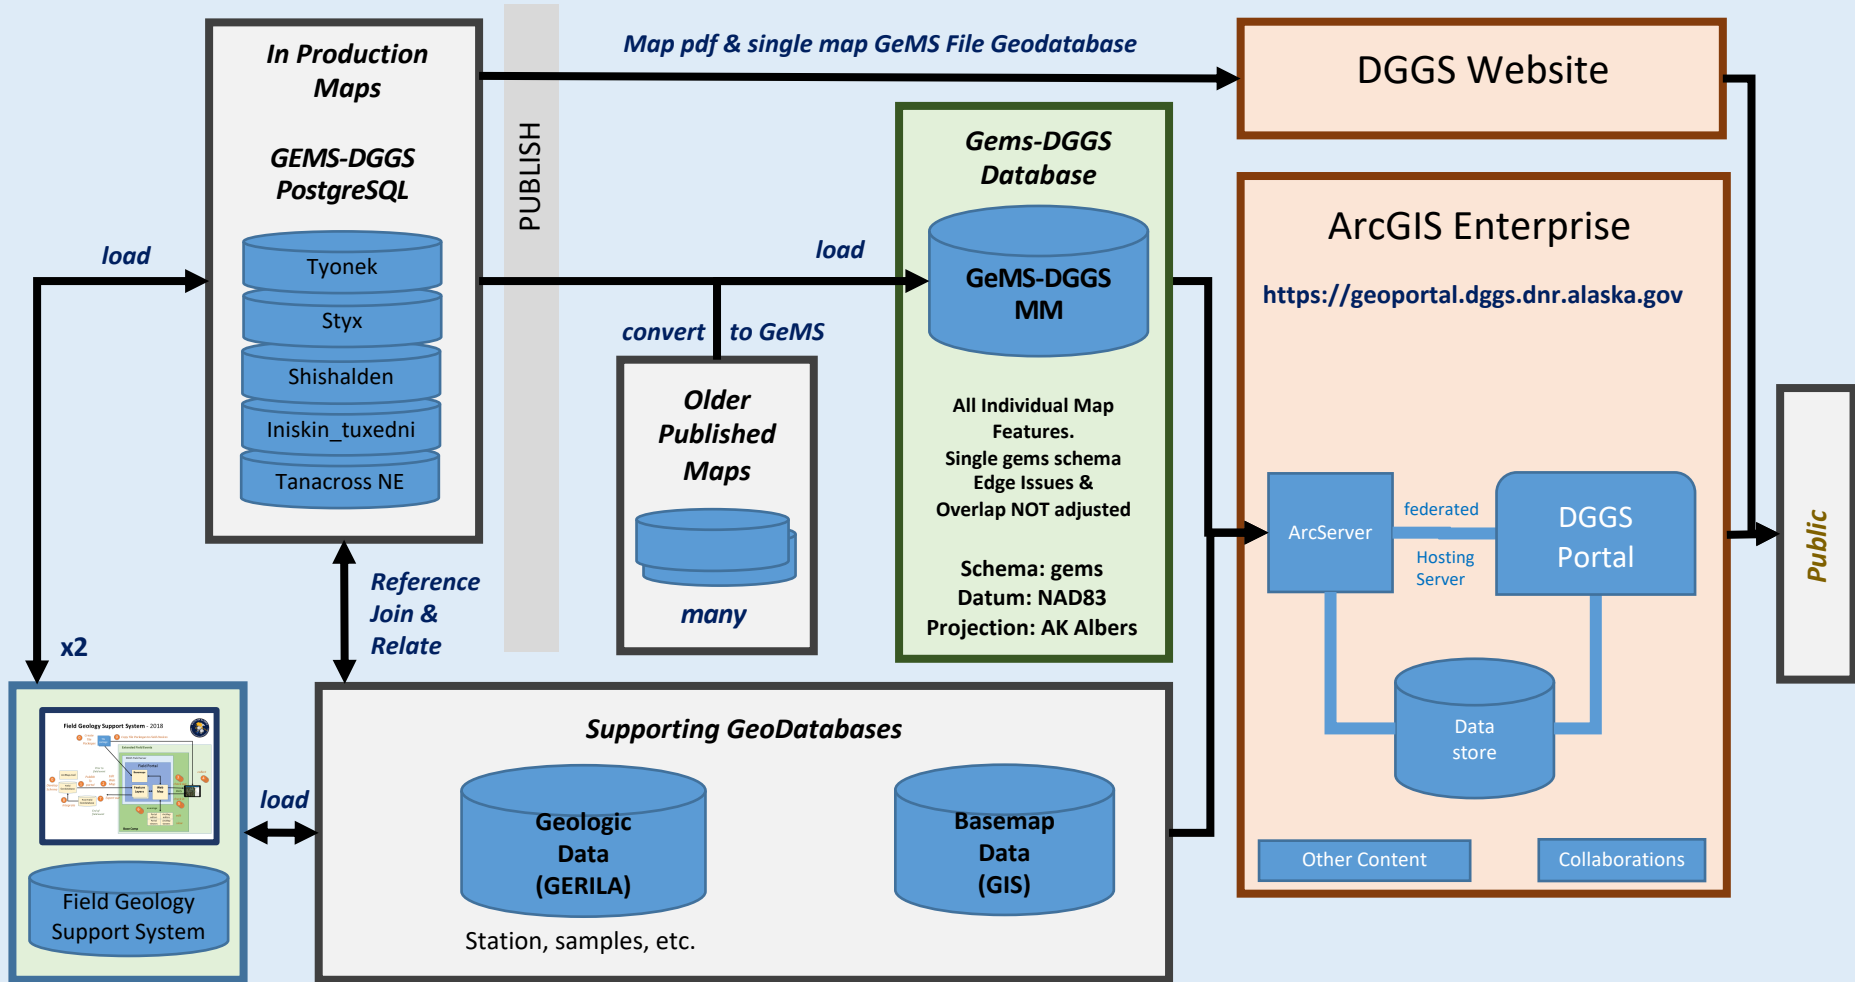 In Production
Maps
GEMS-DGGS
PostgreSQL
Tyonek
Styx
Shishalden
Iniskin_tuxedni
Tanacross NE
PUBLISH
Map pdf & single map GeMS File Geodatabase
DGGS Website
load
load
convert to GeMS
Older
Published
Maps
many
Gems-DGGS
Database
GeMS-DGGS
MM
All Individual Map
Features.
Single gems schema
Edge Issues &
Overlap NOT adjusted
Schema: gems
Datum: NAD83
Projection: AK Albers
ArcGIS Enterprise
https://geoportal.dggs.dnr.alaska.gov
ArcServer
federated
Hosting
Server
DGGS
Portal
Data
store
Other Content
Collaborations
Public
Reference
Join &
Relate
x2
Field Geology Support System - 2018
Field Geology
Support System
load
Supporting GeoDatabases
Geologic
Data
(GERILA)
Station, samples, etc.
Basemap
Data
(GIS)